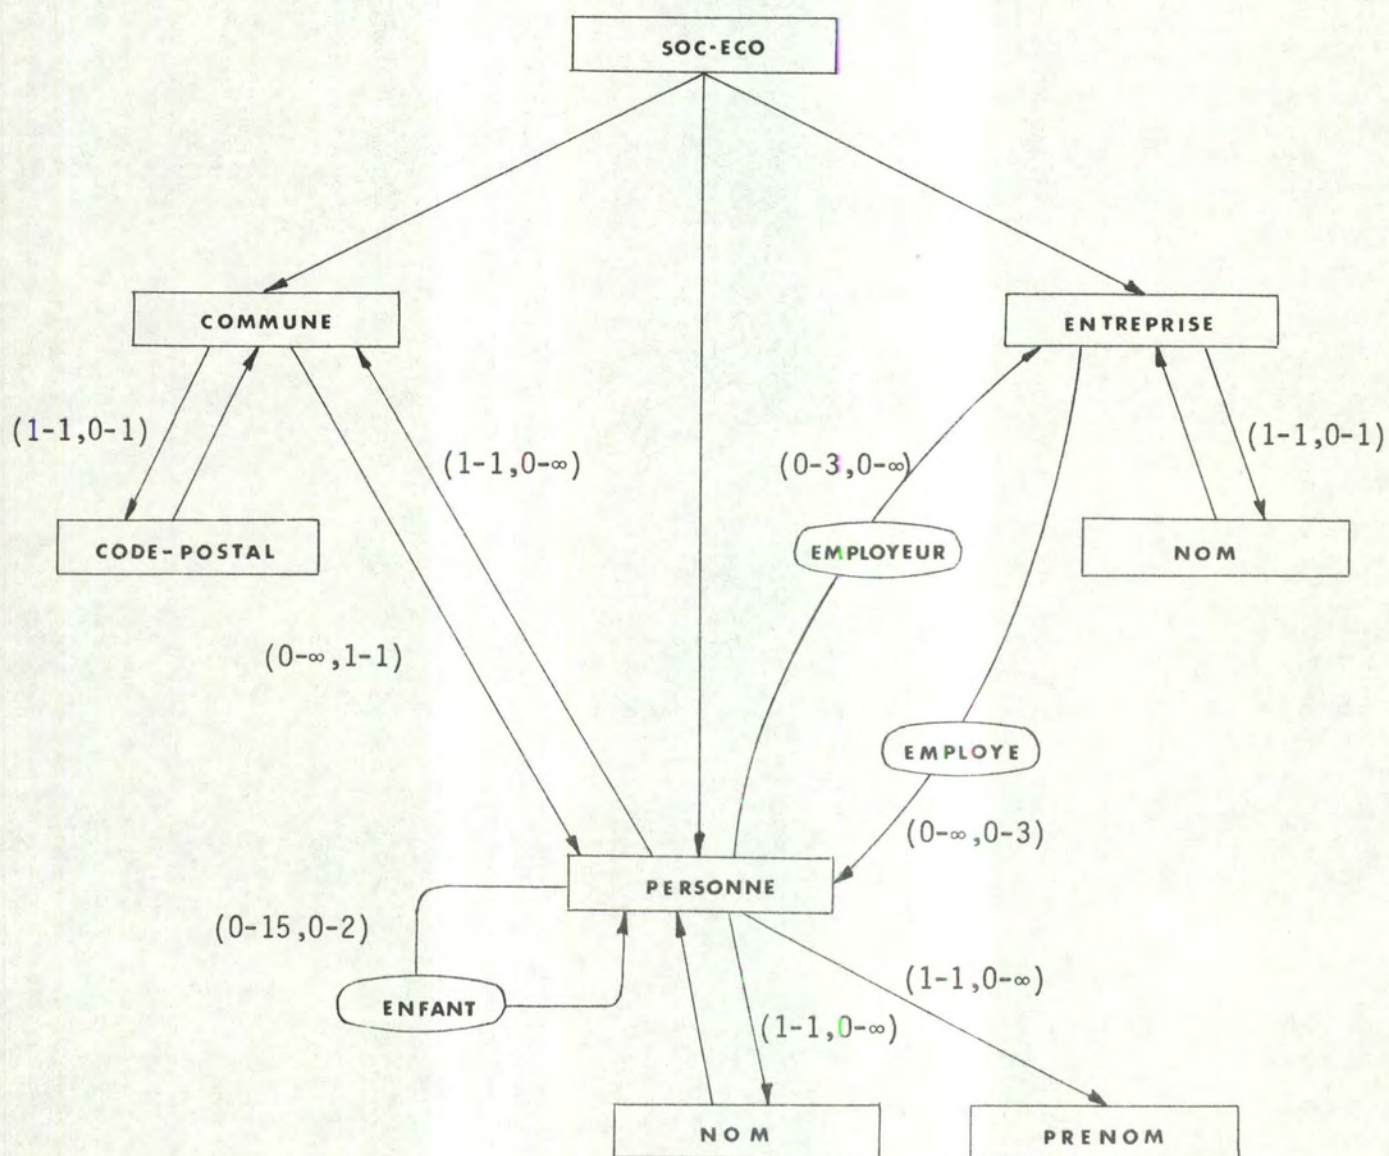 SOC-ECO
COMMUNE
ENTREPRISE
(1-1,0-1)
(1-1,0-∞)
(0-3,0-∞)
(1-1,0-1)
CODE-POSTAL
EMPLOYEUR
NOM
(0-∞,1-1)
EMPLOYE
(0-∞,0-3)
PERSONNE
(0-15,0-2)
(1-1,0-∞)
ENFANT
(1-1,0-∞)
NOM
PRENOM